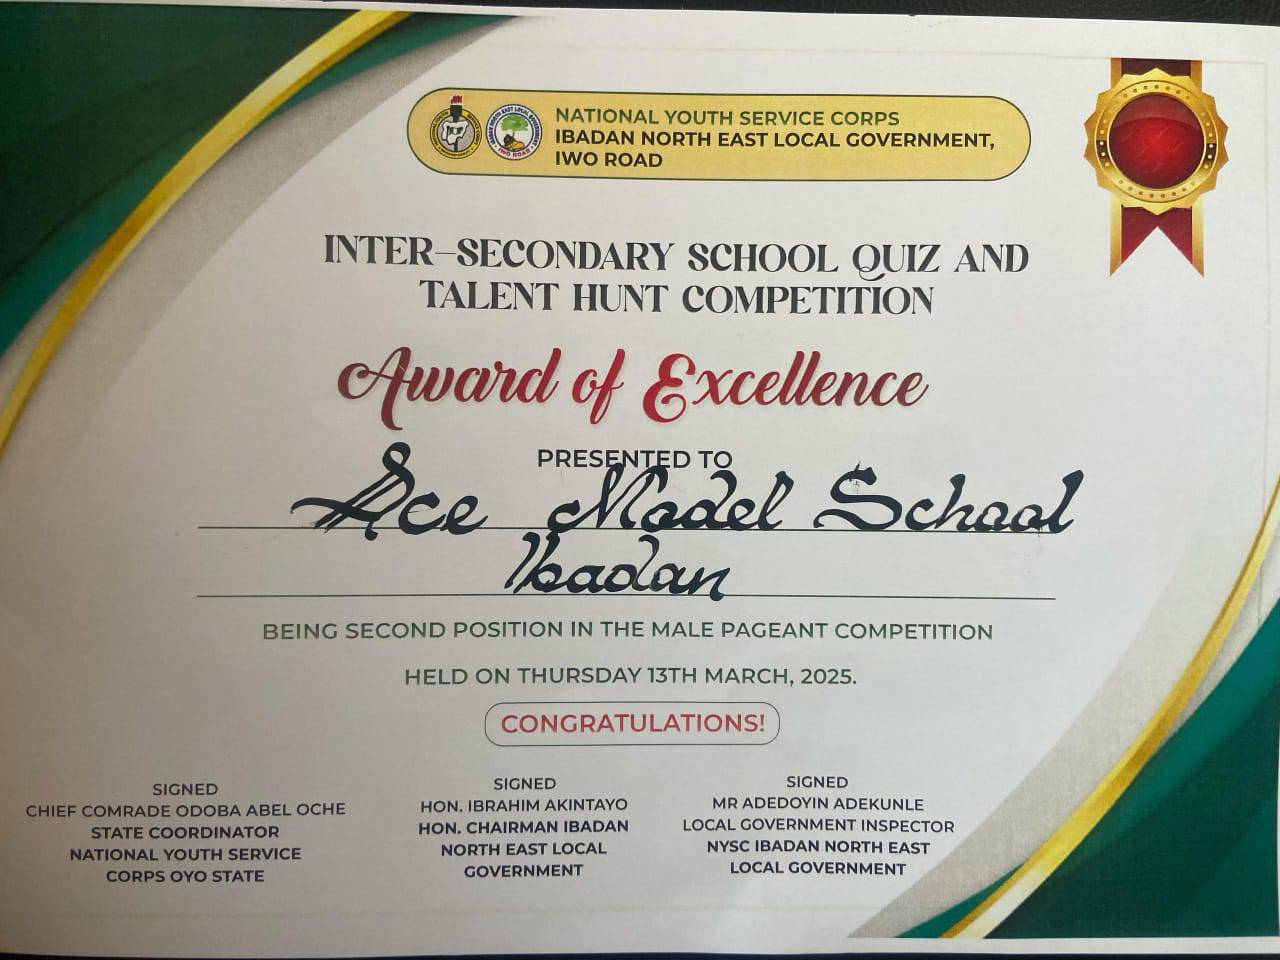 NATIONAL YOUTH SERVICE CORPS
IBADAN NORTH EAST LOCAL GOVERNMENT,
IWO ROAD
INTER-SECONDARY SCHOOL QUIZ AND
TALENT HUNT COMPETITION
Award of Excellence
PRESENTED TO
Ace Model School
Ibadan
BEING SECOND POSITION IN THE MALE PAGEANT COMPETITION
HELD ON THURSDAY 13TH MARCH, 2025.
CONGRATULATIONS!
SIGNED
CHIEF COMRADE ODOBA ABEL OCHE
STATE COORDINATOR
NATIONAL YOUTH SERVICE
CORPS OYO STATE
SIGNED
HON. IBRAHIM AKINTAYO
HON. CHAIRMAN IBADAN
NORTH EAST LOCAL
GOVERNMENT
SIGNED
MR ADEDOYIN ADEKUNLE
LOCAL GOVERNMENT INSPECTOR
NYSC IBADAN NORTH EAST
LOCAL GOVERNMENT